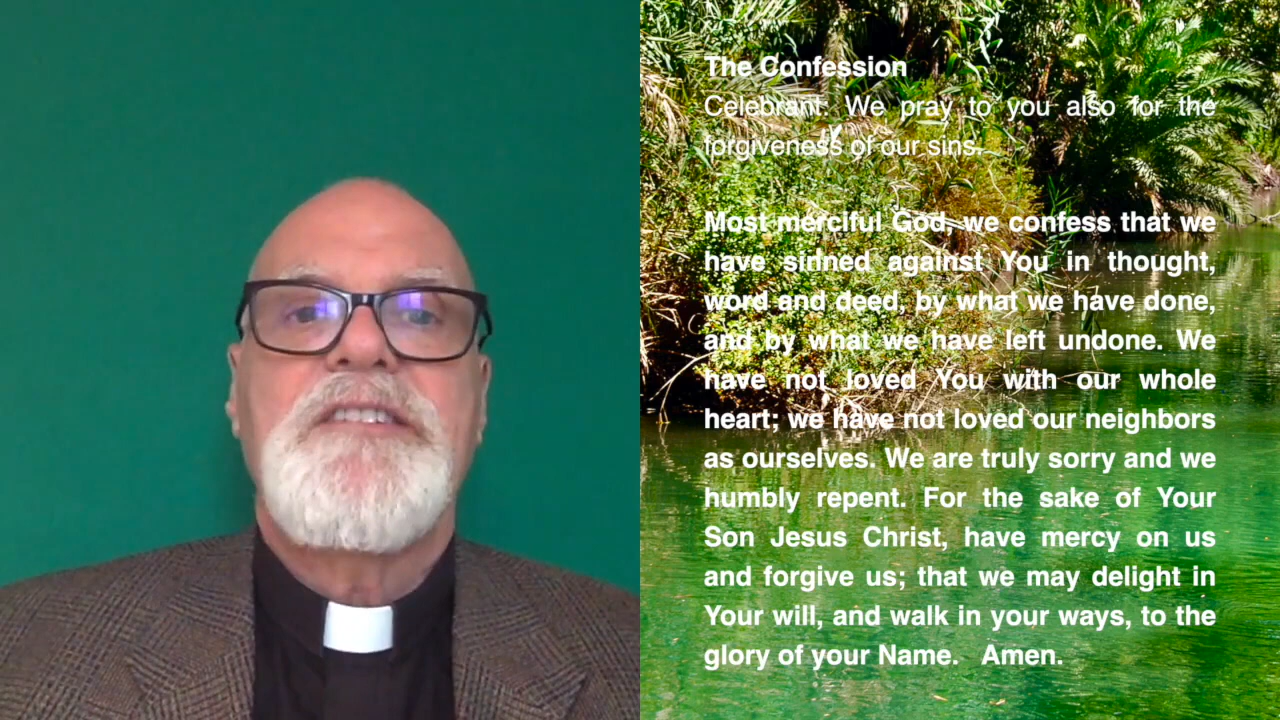 The Confession
Celebrant: We pray to you also for the
forgiveness of our sins.
Most merciful God, we confess that we
have sinned against You in thought,
word and deed, by what we have done,
and by what we have left undone. We
have not loved You with our whole
heart; we have not loved our neighbors
as ourselves. We are truly sorry and we
humbly repent. For the sake of Your
Son Jesus Christ, have mercy on us
and forgive us; that we may delight in
Your will, and walk in your ways, to the
glory of your Name. Amen.